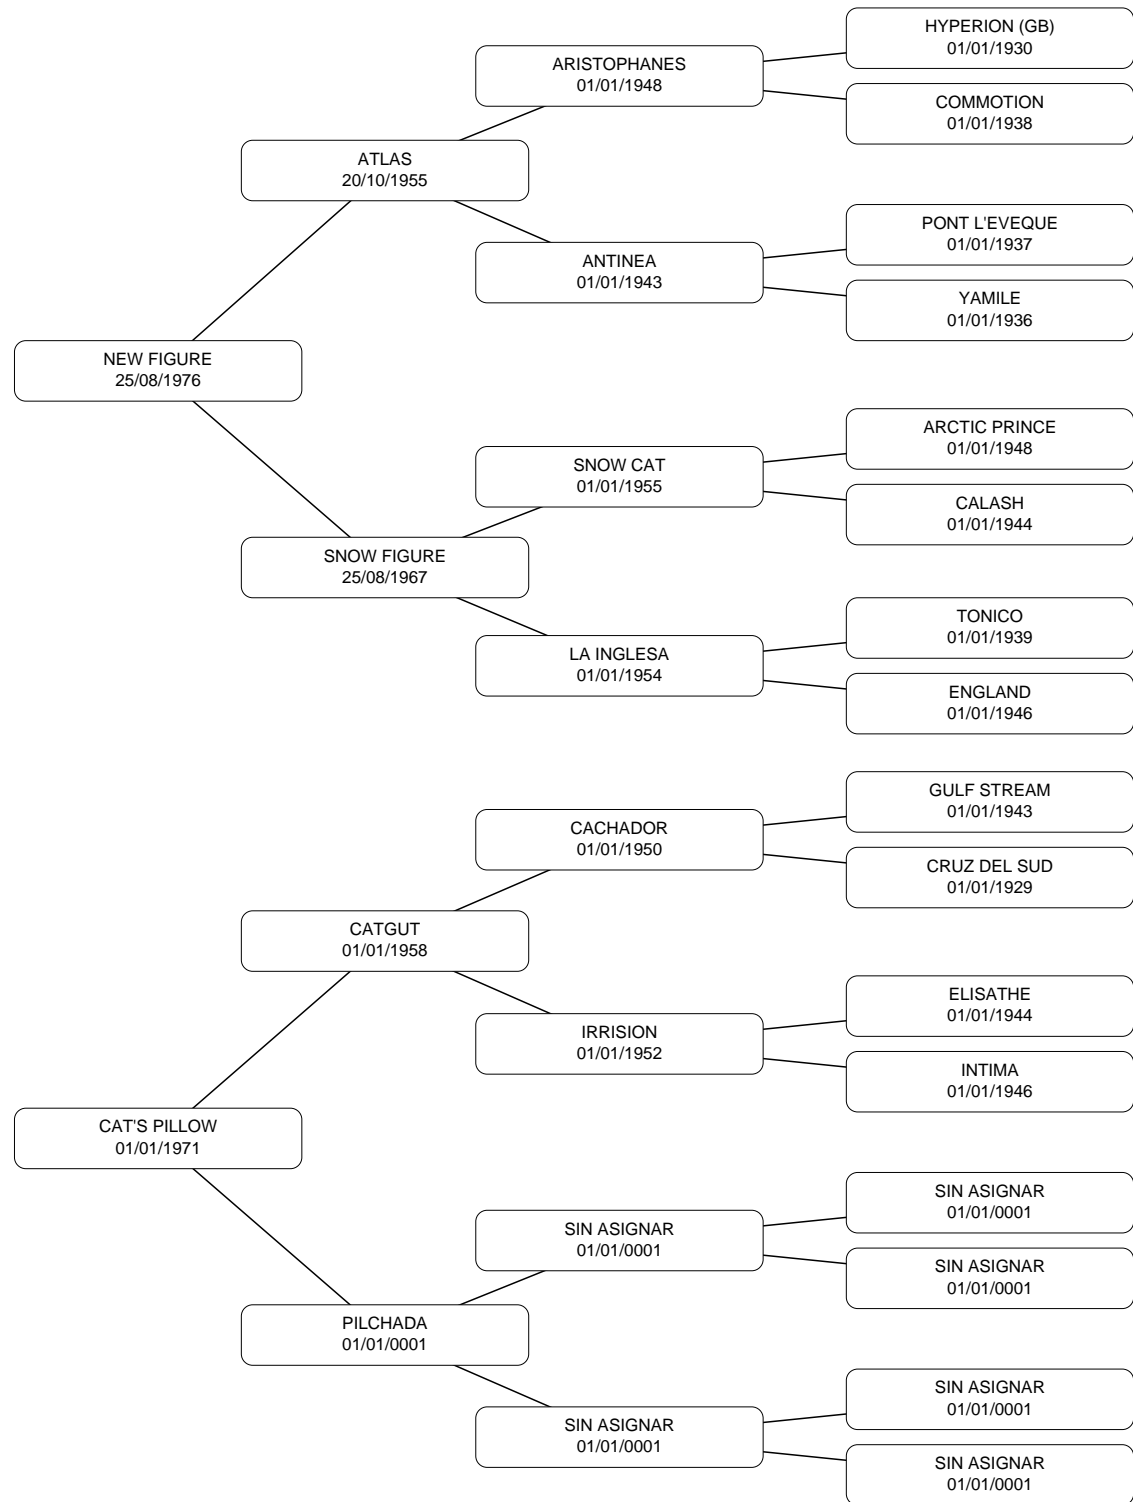 HYPERION (GB)
01/01/1930
ARISTOPHANES
01/01/1948
COMMOTION
01/01/1938
ATLAS
20/10/1955
PONT L'EVEQUE
01/01/1937
ANTINEA
01/01/1943
YAMILE
01/01/1936
NEW FIGURE
25/08/1976
ARCTIC PRINCE
01/01/1948
SNOW CAT
01/01/1955
CALASH
01/01/1944
SNOW FIGURE
25/08/1967
TONICO
01/01/1939
LA INGLESA
01/01/1954
ENGLAND
01/01/1946
GULF STREAM
01/01/1943
CACHADOR
01/01/1950
CRUZ DEL SUD
01/01/1929
CATGUT
01/01/1958
ELISATHE
01/01/1944
IRRISION
01/01/1952
INTIMA
01/01/1946
CAT'S PILLOW
01/01/1971
SIN ASIGNAR
01/01/0001
SIN ASIGNAR
01/01/0001
SIN ASIGNAR
01/01/0001
PILCHADA
01/01/0001
SIN ASIGNAR
01/01/0001
SIN ASIGNAR
01/01/0001
SIN ASIGNAR
01/01/0001